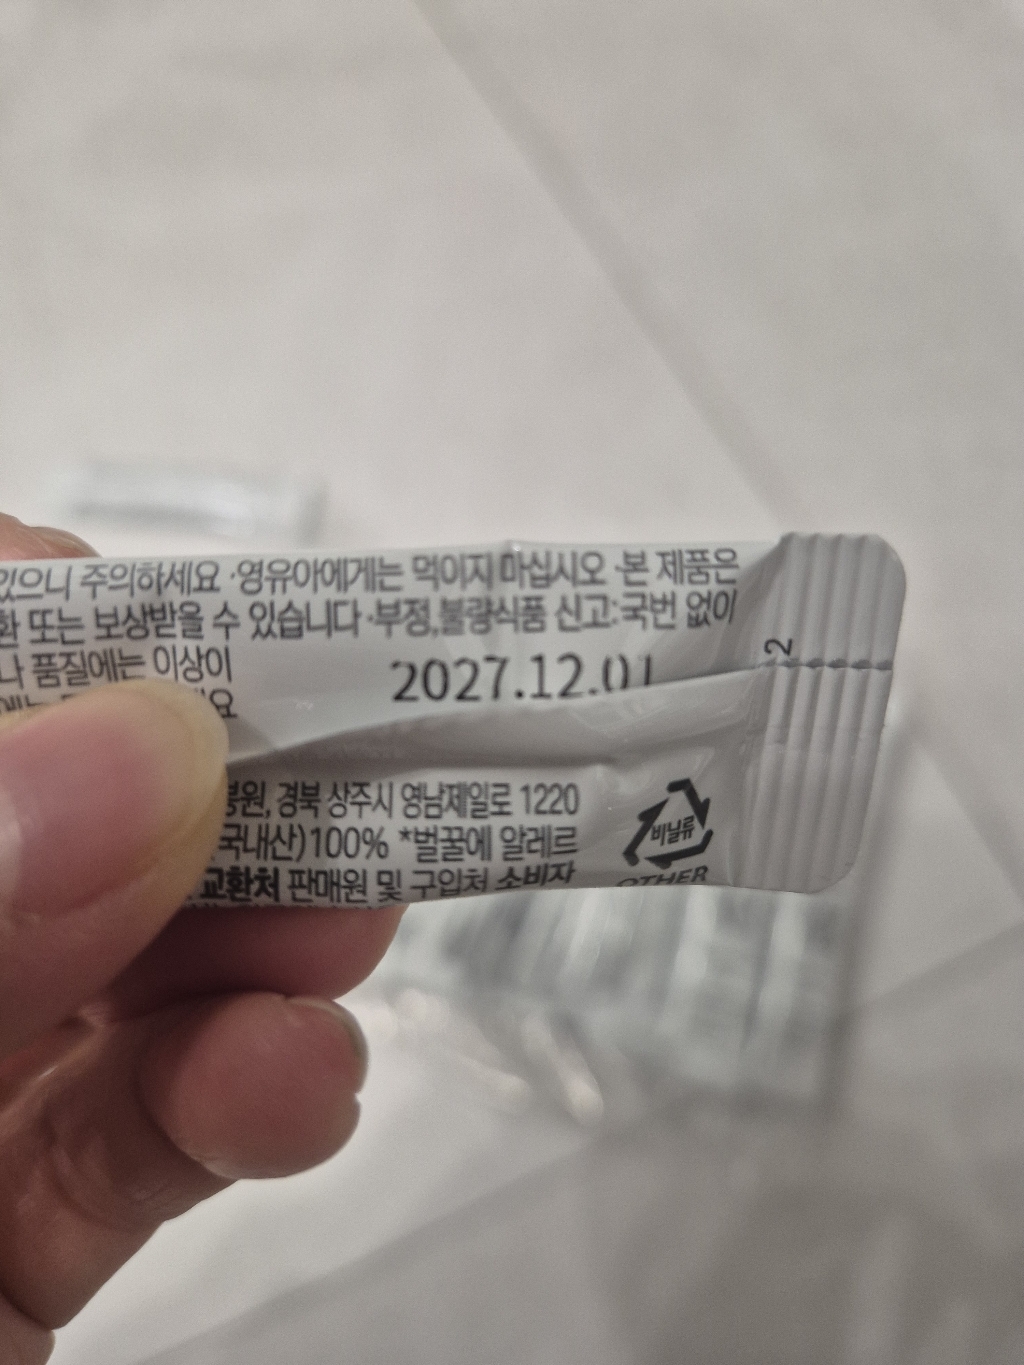 있으니 주의하세요 ·영유아에게는 먹이지 마십시오 ·본 제품은
환 또는 보상받을 수 있습니다 ·부정,불량식품 신고:국번 없이
나 품질에는 이상이
2027.12.01
2
봉원, 경북 상주시 영남제일로 1220
(국내산)100% *벌꿀에 알레르
교환처 판매원 및 구입처 소비자
비닐류
OTHER